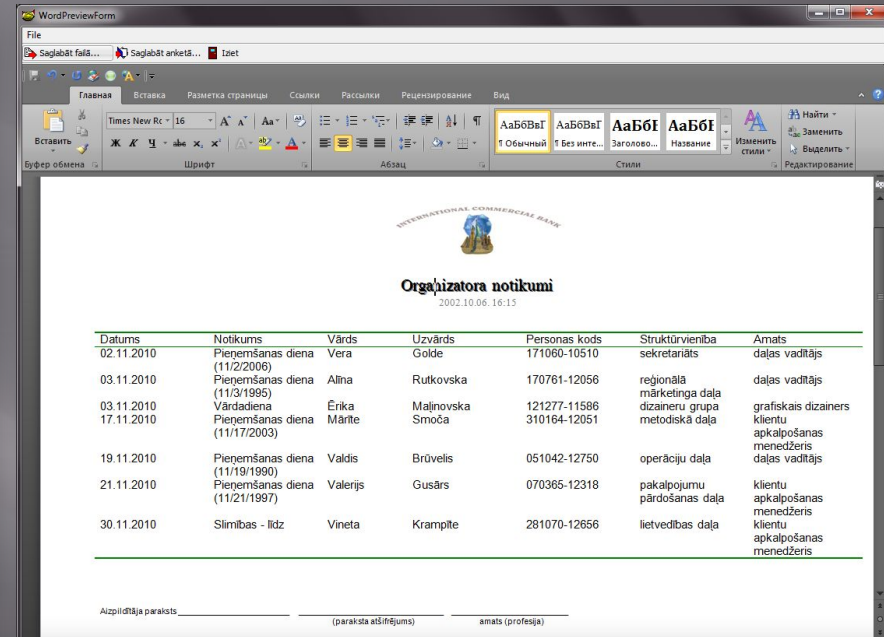 WordPreviewForm
File
Saglabāt failā... Saglabāt anketā... Iziet
Главная Вставка Разметка страницы Ссылки Рассылки Рецензирование Вид
Times New Rc 16 Найти
Вставить Заменить
Ж К Ч abc x₂ x² Изменить стили Выделить
АаБбВвГ АаБбВвГ АаБбІ АаБбІ
¶ Обычный ¶ Без инте... Заголово... Название
Буфер обмена Шрифт Абзац Стили Редактирование
INTERNATIONAL COMMERCIAL BANK
Organizatora notikumi
2002.10.06. 16:15
Datums Notikums Vārds Uzvārds Personas kods Struktūrvienība Amats
02.11.2010 Pieņemšanas diena Vera Golde 171060-10510 sekretariāts daļas vadītājs
(11/2/2006)
03.11.2010 Pieņemšanas diena Alīna Rutkovska 170761-12056 reģionālā daļas vadītājs
(11/3/1995) mārketinga daļa
03.11.2010 Vārdadiena Ērika Maļinovska 121277-11586 dizaineru grupa grafiskais dizainers
17.11.2010 Pieņemšanas diena Mārīte Smoča 310164-12051 metodiskā daļa klientu
(11/17/2003) apkalpošanas
menedžeris
19.11.2010 Pieņemšanas diena Valdis Brūvelis 051042-12750 operāciju daļa daļas vadītājs
(11/19/1990)
21.11.2010 Pieņemšanas diena Valerijs Gusārs 070365-12318 pakalpojumu klientu
(11/21/1997) pārdošanas daļa apkalpošanas
menedžeris
30.11.2010 Slimības - līdz Vineta Krampīte 281070-12656 lietvedības daļa klientu
apkalpošanas
menedžeris
Aizpildītāja paraksts
(paraksta atšifrējums) amats (profesija)